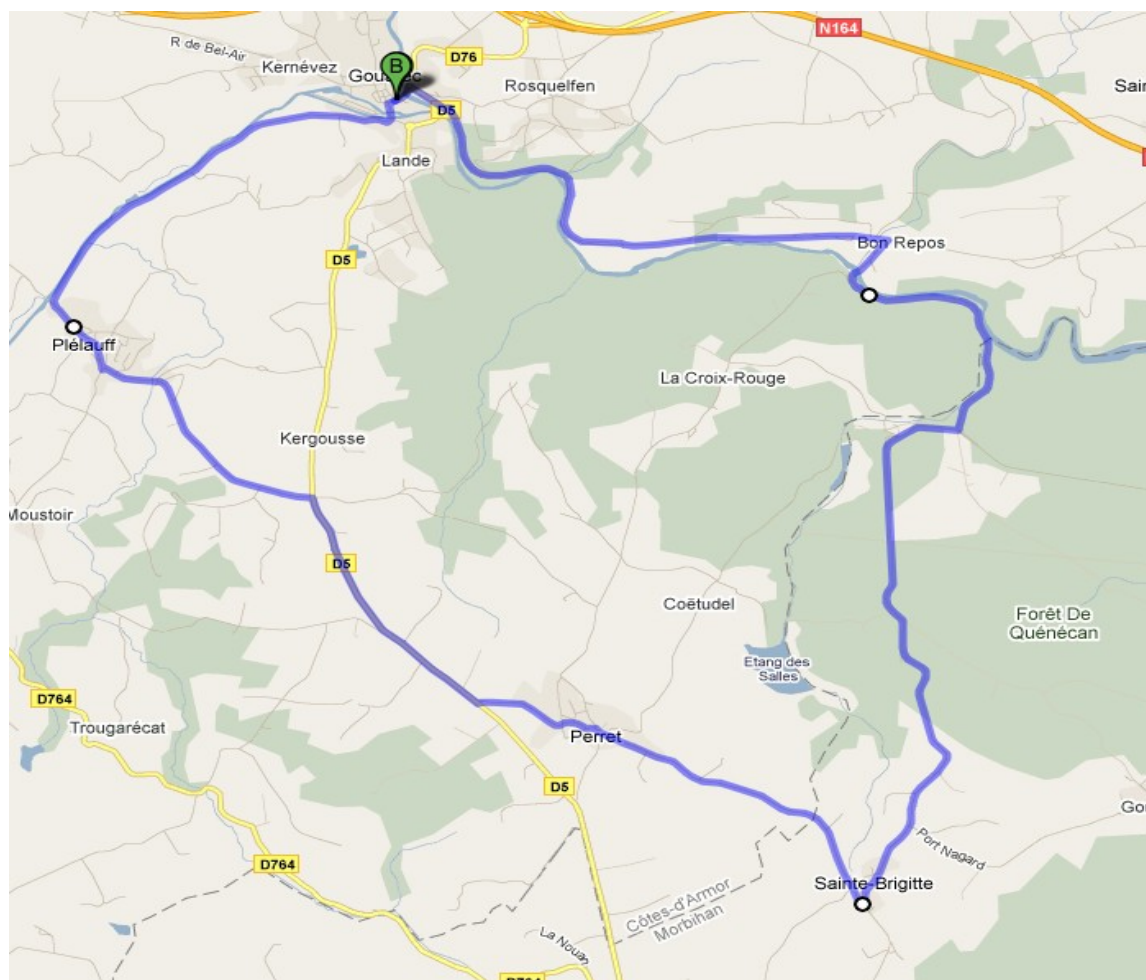 N164
R de Bel-Air
D76
Kernévez
B
Rosquelfen
D5
Lande
D5
Bon Repos
Plélauff
La Croix-Rouge
Kergousse
Moustoir
D5
Coëtudel
Forêt De
Quénécan
Etang des
Salles
D764
Trougarécat
Perret
D5
D764
Port Nagard
Sainte-Brigitte
Côtes-d'Armor
Morbihan
La Nouan
D764